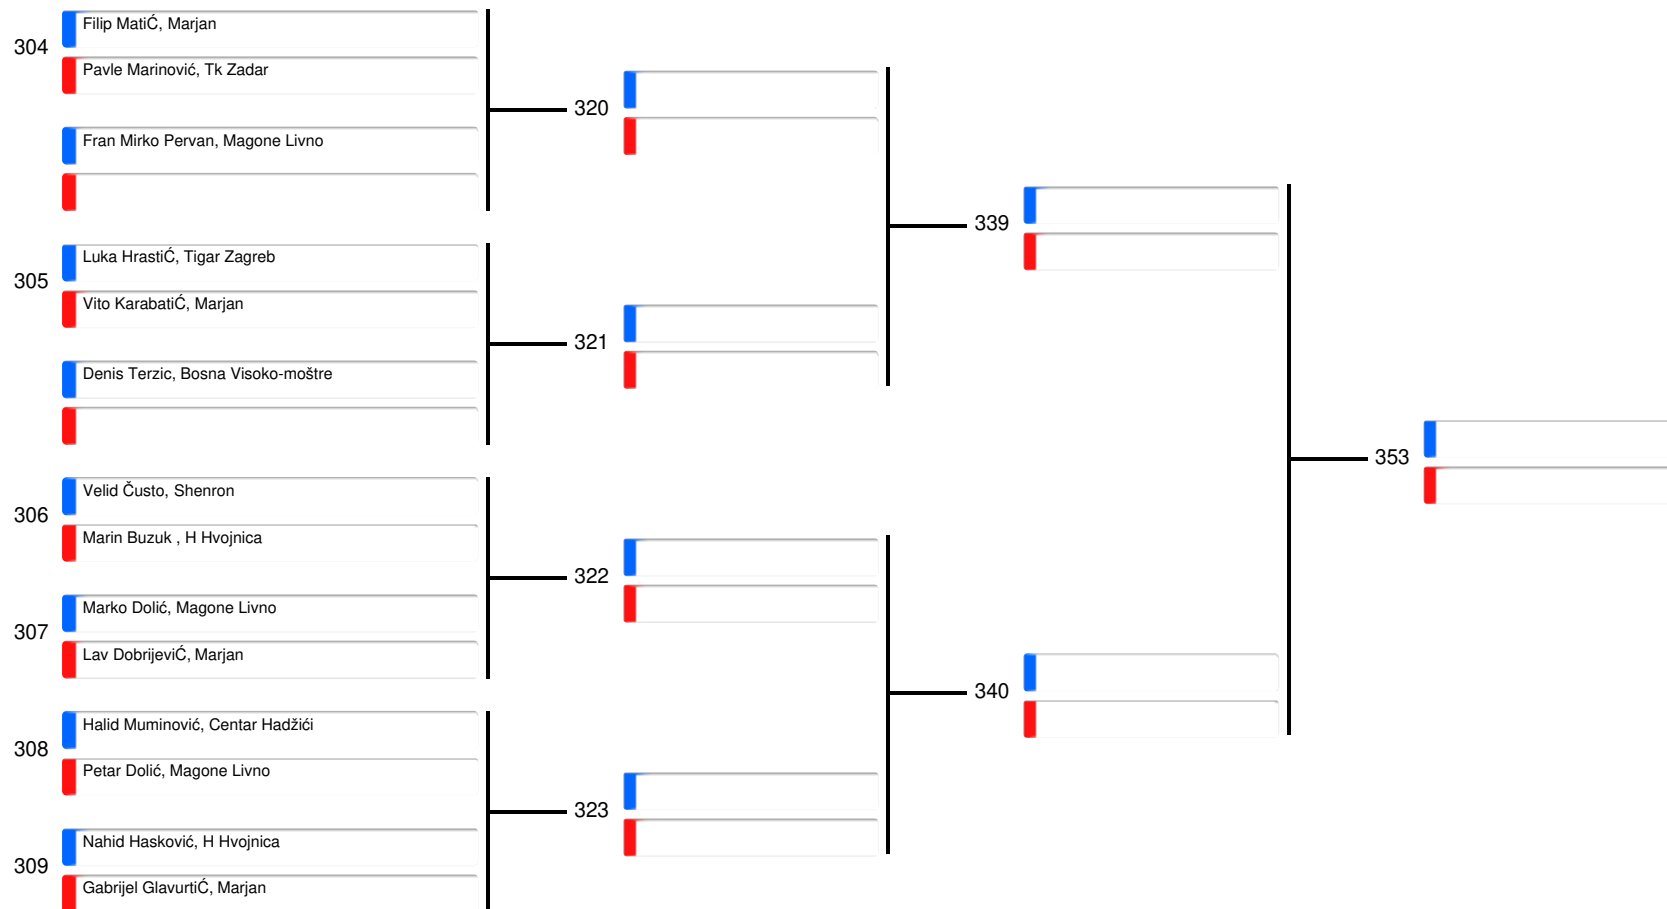 304
Filip MatiĆ, Marjan
Pavle Marinović, Tk Zadar
Fran Mirko Pervan, Magone Livno
305
Luka HrastiĆ, Tigar Zagreb
Vito KarabatiĆ, Marjan
Denis Terzic, Bosna Visoko-moštre
306
Velid Čusto, Shenron
Marin Buzuk , H Hvojnica
307
Marko Dolić, Magone Livno
Lav DobrijeviĆ, Marjan
308
Halid Muminović, Centar Hadžići
Petar Dolić, Magone Livno
309
Nahid Hasković, H Hvojnica
Gabrijel GlavurtiĆ, Marjan
320
321
322
323
339
340
353